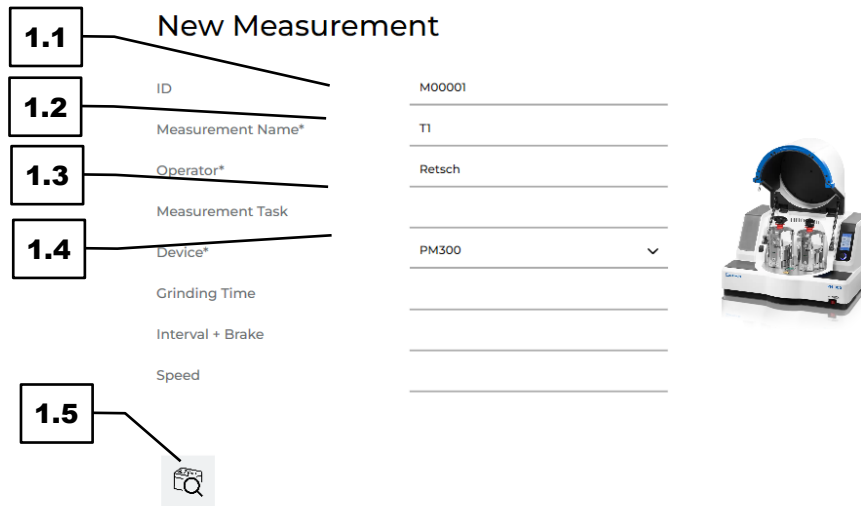 New Measurement
1.1
ID M00001
1.2
Measurement Name* T1
1.3
Operator* Retsch
Measurement Task
1.4
Device* PM300
Grinding Time
Interval + Brake
Speed
1.5